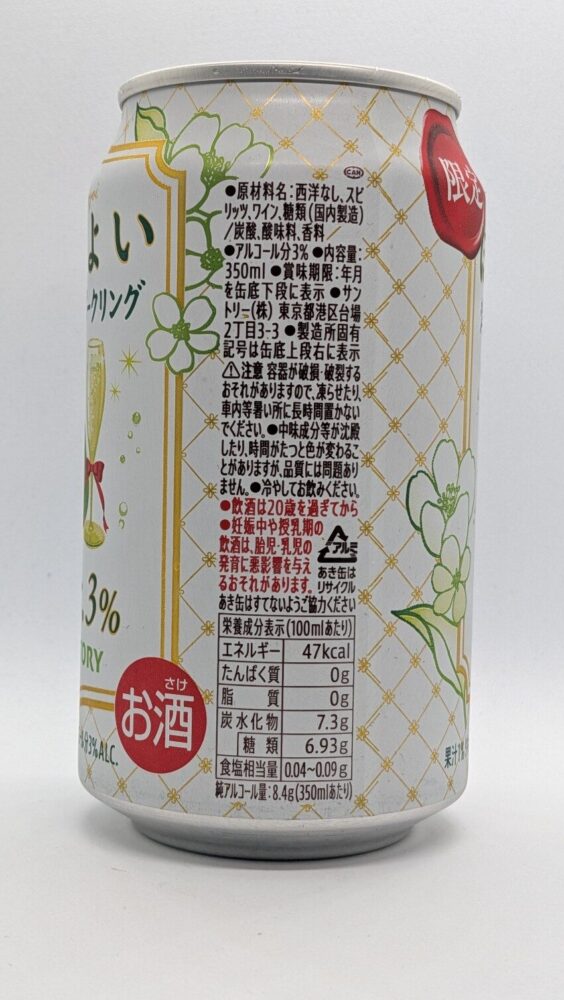 よい
ークリング
3%
ORY
さけ
お酒
3%ALC.
CAN
●原材料名:西洋なし、スピ
リッツ、ワイン、糖類(国内製造)
/炭酸、酸味料、香料
●アルコール分3% ●内容量:
350ml ●賞味期限:年月
を缶底下段に表示 ●サン
トリー(株) 東京都港区台場
2丁目3-3 ●製造所固有
記号は缶底上段右に表示
⚠注意 容器が破損・破裂する
おそれがありますので、凍らせたり、
車内等暑い所に長時間置かない
でください。●中味成分等が沈殿
したり、時間がたつと色が変わるこ
とがありますが、品質には問題あり
ません。●冷やしてお飲みください。
●飲酒は20歳を過ぎてから
●妊娠中や授乳期の
飲酒は、胎児・乳児の
発育に悪影響を与え
るおそれがあります。
アルミ
あき缶は
リサイクル
あき缶はすてないようご協力ください
栄養成分表示(100mlあたり)
エネルギー 47kcal
たんぱく質 0g
脂質 0g
炭水化物 7.3g
糖類 6.93g
食塩相当量 0.04~0.09g
純アルコール量:8.4g(350mlあたり)
限定
果汁